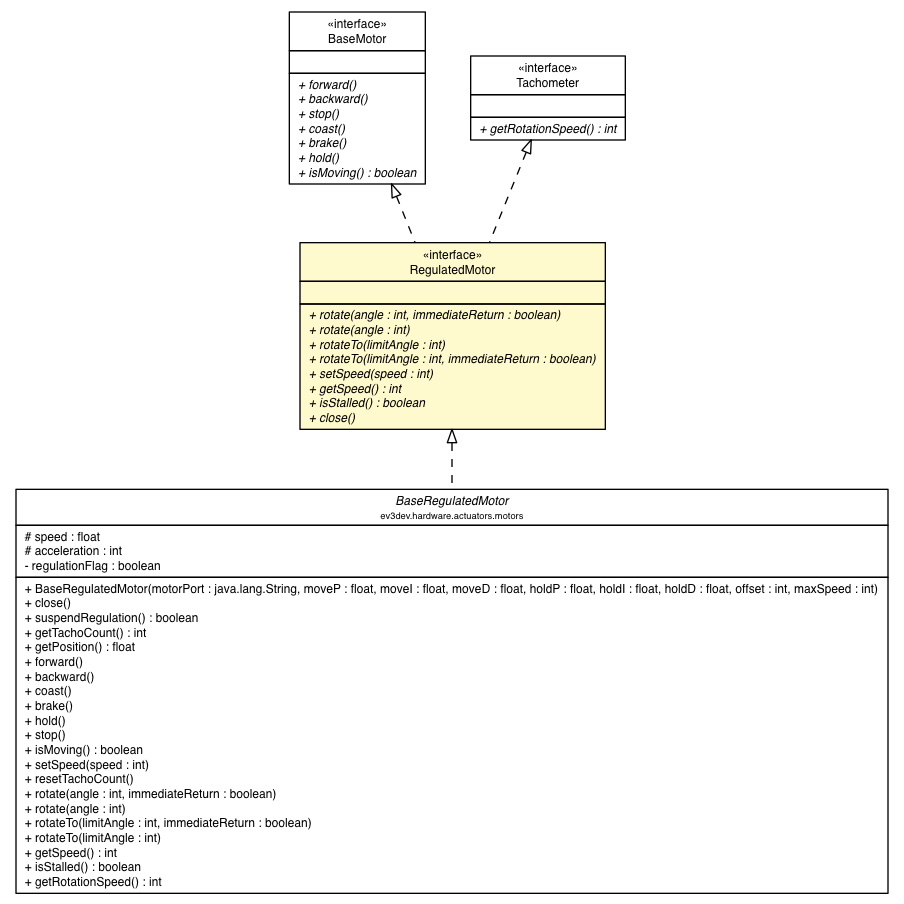 «interface»
BaseMotor
+ forward()
+ backward()
+ stop()
+ coast()
+ brake()
+ hold()
+ isMoving() : boolean
«interface»
Tachometer
+ getRotationSpeed() : int
«interface»
RegulatedMotor
+ rotate(angle : int, immediateReturn : boolean)
+ rotate(angle : int)
+ rotateTo(limitAngle : int)
+ rotateTo(limitAngle : int, immediateReturn : boolean)
+ setSpeed(speed : int)
+ getSpeed() : int
+ isStalled() : boolean
+ close()
BaseRegulatedMotor
ev3dev.hardware.actuators.motors
# speed : float
# acceleration : int
- regulationFlag : boolean
+ BaseRegulatedMotor(motorPort : java.lang.String, moveP : float, moveI : float, moveD : float, holdP : float, holdI : float, holdD : float, offset : int, maxSpeed : int)
+ close()
+ suspendRegulation() : boolean
+ getTachoCount() : int
+ getPosition() : float
+ forward()
+ backward()
+ coast()
+ brake()
+ hold()
+ stop()
+ isMoving() : boolean
+ setSpeed(speed : int)
+ resetTachoCount()
+ rotate(angle : int, immediateReturn : boolean)
+ rotate(angle : int)
+ rotateTo(limitAngle : int, immediateReturn : boolean)
+ rotateTo(limitAngle : int)
+ getSpeed() : int
+ isStalled() : boolean
+ getRotationSpeed() : int